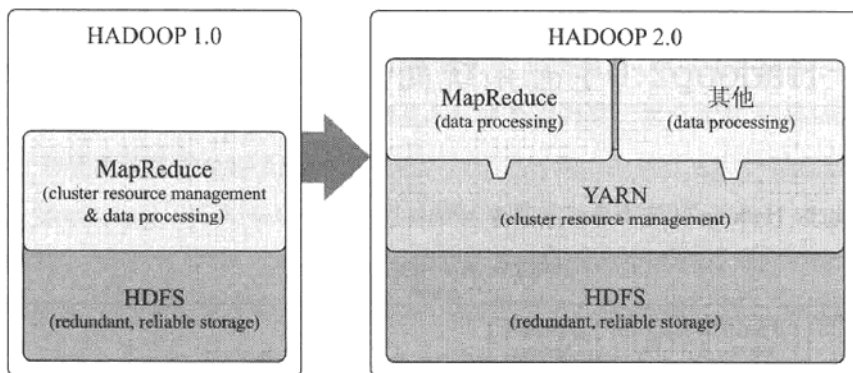 HADOOP 1.0
MapReduce
(cluster resource management
& data processing)
HDFS
(redundant, reliable storage)
HADOOP 2.0
MapReduce
(data processing)
其他
(data processing)
YARN
(cluster resource management)
HDFS
(redundant, reliable storage)